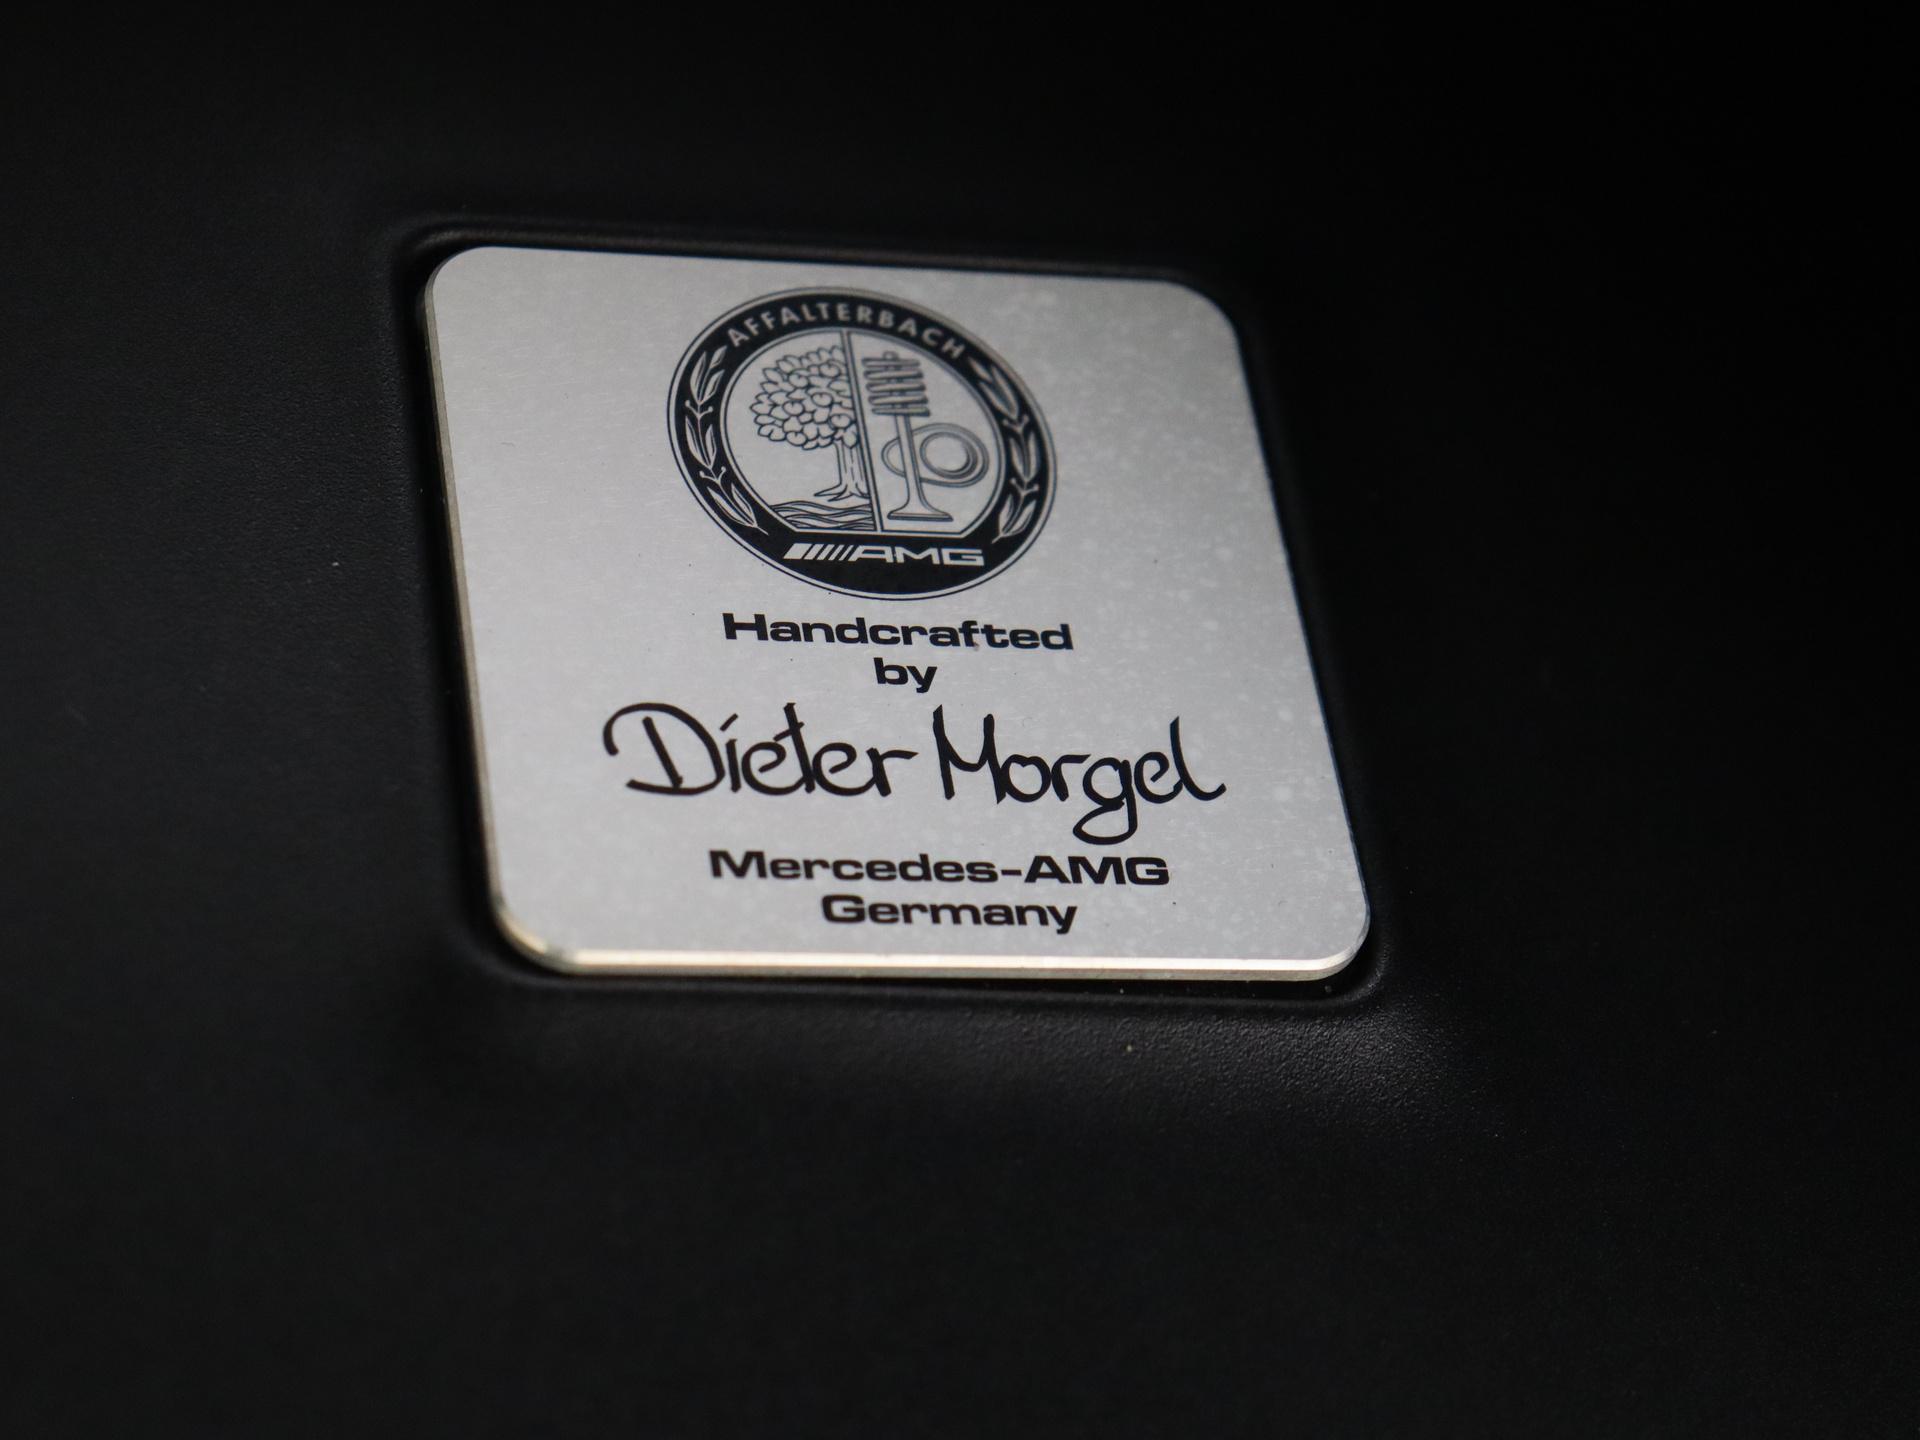 AFFALTERBACH
AMG
Handcrafted
by
Dieter Morgel
Mercedes-AMG
Germany